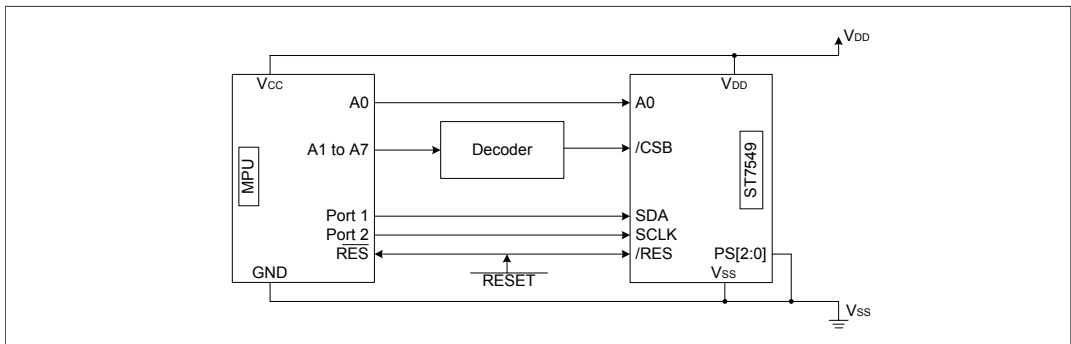 VDD
VCC
VDD
A0
A0
A1 to A7
Decoder
/CSB
MPU
ST7549
Port 1
SDA
Port 2
SCLK
RES
/RES
PS[2:0]
RESET
GND
VSS
VSS